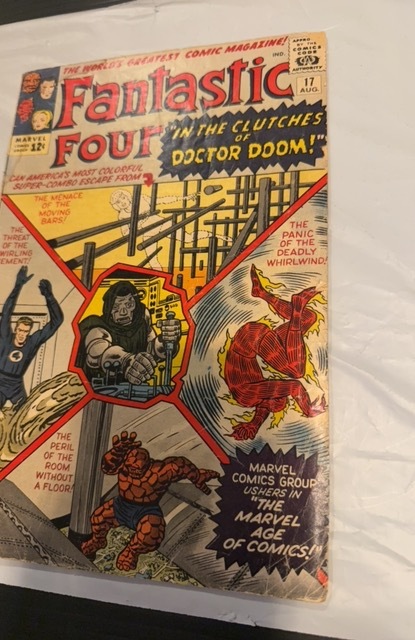 THE WORLD'S GREATEST COMIC MAGAZINE!
IND.
APPROVED
BY THE
COMICS
CODE
AUTHORITY
Fantastic
Four
17
AUG.
MARVEL
COMICS
GROUP
12¢
"IN THE CLUTCHES
OF
DOCTOR DOOM!"
CAN AMERICA'S MOST COLORFUL
SUPER-COMBO ESCAPE FROM
THE MENACE
OF THE
MOVING
BARS!
THE
THREAT
OF THE
EMENT!
THE
PANIC
OF THE
DEADLY
WHIRLWIND!
4
THE
PERIL
OF THE
ROOM
WITHOUT
A FLOOR!
MARVEL
COMICS GROUP
USHERS IN
"THE
MARVEL
AGE
OF COMICS!"